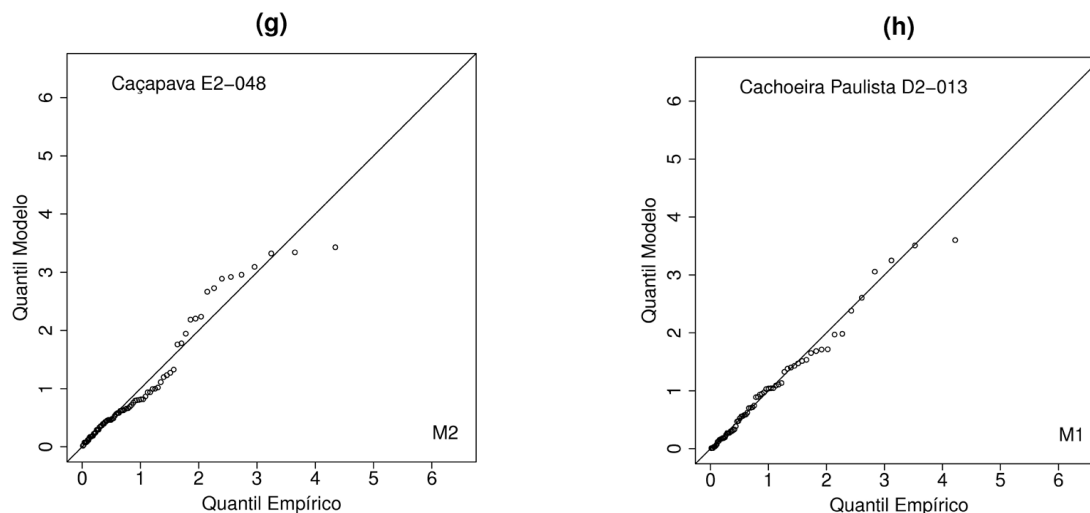 (g)
Caçapava E2−048
Quantil Modelo
6
5
4
3
2
1
0
M2
0 1 2 3 4 5 6
Quantil Empírico
(h)
Cachoeira Paulista D2−013
Quantil Modelo
6
5
4
3
2
1
0
M1
0 1 2 3 4 5 6
Quantil Empírico